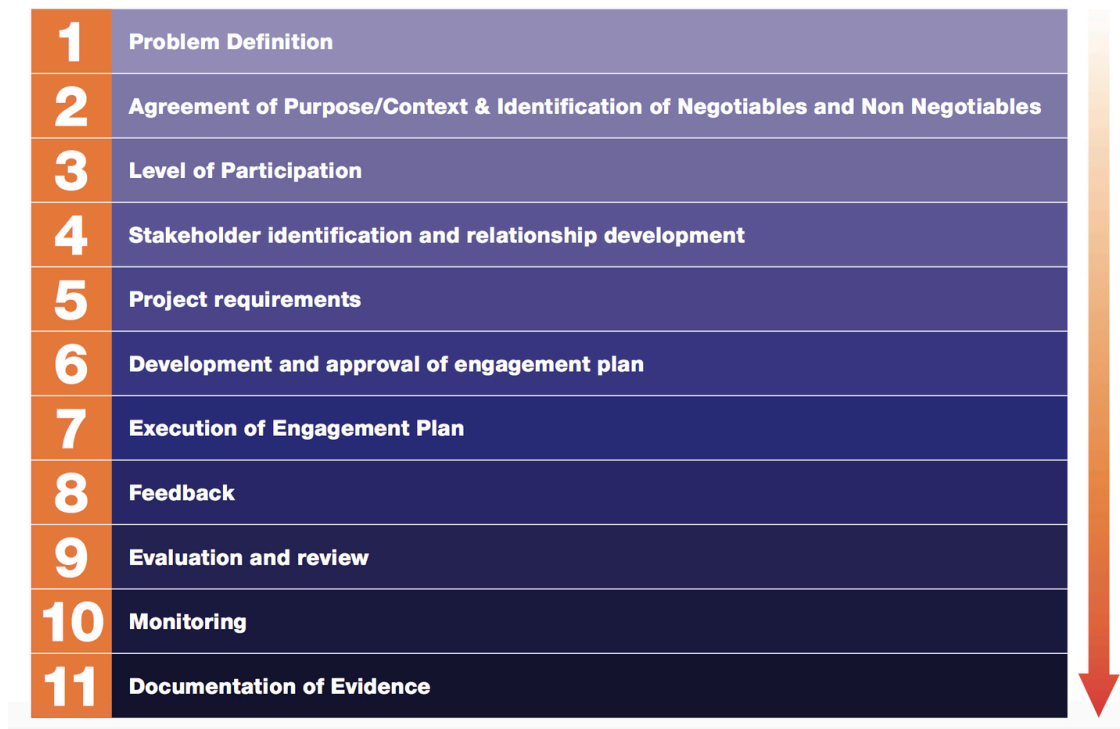 1 Problem Definition
2 Agreement of Purpose/Context & Identification of Negotiables and Non Negotiables
3 Level of Participation
4 Stakeholder identification and relationship development
5 Project requirements
6 Development and approval of engagement plan
7 Execution of Engagement Plan
8 Feedback
9 Evaluation and review
10 Monitoring
11 Documentation of Evidence